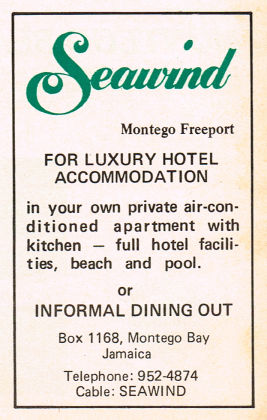 Seawind
Montego Freeport
FOR LUXURY HOTEL
ACCOMMODATION
in your own private air-con-
ditioned apartment with
kitchen — full hotel facili-
ties, beach and pool.
or
INFORMAL DINING OUT
Box 1168, Montego Bay
Jamaica
Telephone: 952-4874
Cable: SEAWIND